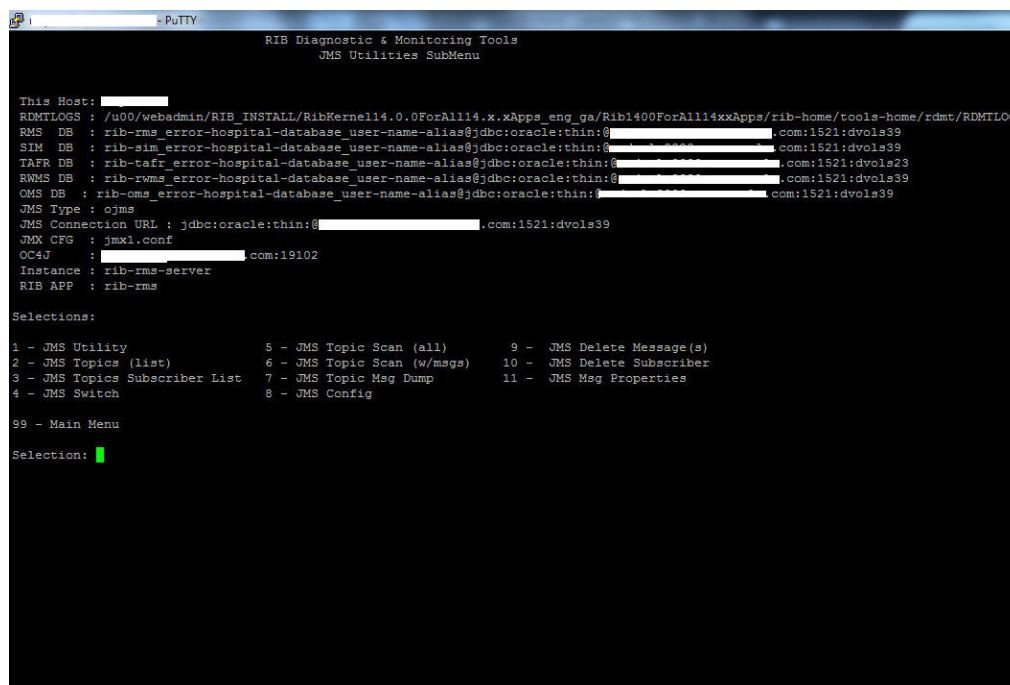 - PuTTY
RIB Diagnostic & Monitoring Tools
JMS Utilities SubMenu
This Host:
RDMTLOGS : /u00/webadmin/RIB_INSTALL/RibKernel14.0.0ForAll14.x.xApps_eng_ga/Rib1400ForAll14xxApps/rib-home/tools-home/rdmt/RDMTLO
RMS DB : rib-rms_error-hospital-database_user-name-alias@jdbc:oracle:thin:@ .com:1521:dvols39
SIM DB : rib-sim_error-hospital-database_user-name-alias@jdbc:oracle:thin:@ .com:1521:dvols39
TAFR DB : rib-tafr_error-hospital-database_user-name-alias@jdbc:oracle:thin:@ .com:1521:dvols23
RWMS DB : rib-rwms_error-hospital-database_user-name-alias@jdbc:oracle:thin:@ .com:1521:dvols39
OMS DB : rib-oms_error-hospital-database_user-name-alias@jdbc:oracle:thin:@ .com:1521:dvols39
JMS Type : ojms
JMS Connection URL : jdbc:oracle:thin:@ .com:1521:dvols39
JMX CFG : jmx1.conf
OC4J : .com:19102
Instance : rib-rms-server
RIB APP : rib-rms
Selections:
1 - JMS Utility 5 - JMS Topic Scan (all) 9 - JMS Delete Message(s)
2 - JMS Topics (list) 6 - JMS Topic Scan (w/msgs) 10 - JMS Delete Subscriber
3 - JMS Topics Subscriber List 7 - JMS Topic Msg Dump 11 - JMS Msg Properties
4 - JMS Switch 8 - JMS Config
99 - Main Menu
Selection: